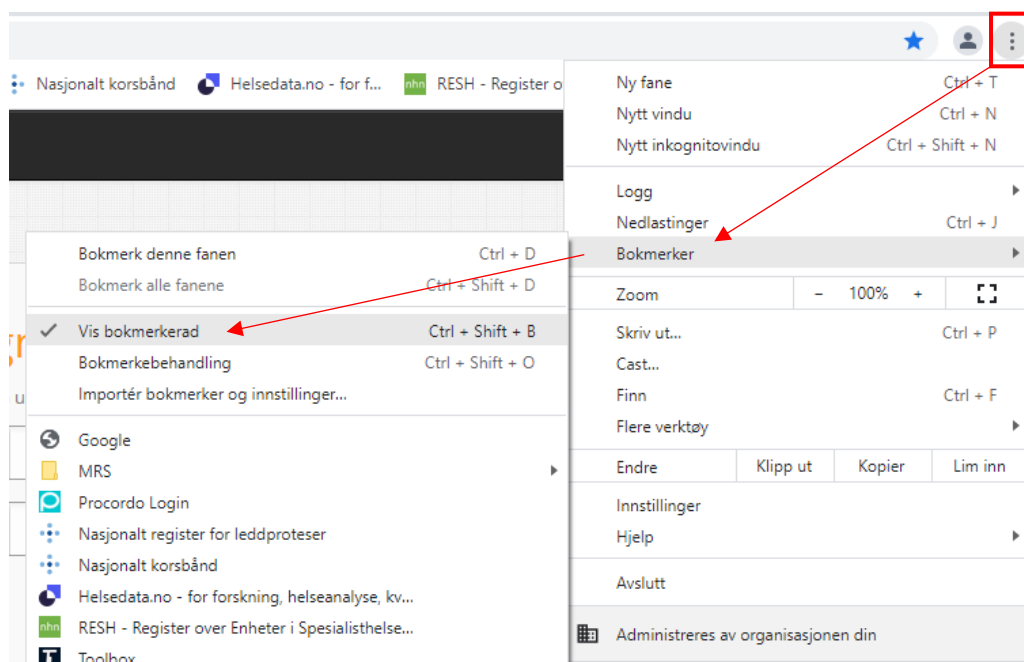 Nasjonalt korsbånd Helsedata.no - for f... nhn RESH - Register o
Ny fane Ctrl + T
Nytt vindu Ctrl + N
Nytt inkognitovindu Ctrl + Shift + N
Logg
Nedlastinger Ctrl + J
Bokmerker
Zoom - 100% +
Skriv ut... Ctrl + P
Cast...
Finn Ctrl + F
Flere verktøy
Endre Klipp ut Kopier Lim inn
Innstillinger
Hjelp
Avslutt
Administreres av organisasjonen din
Bokmerk denne fanen Ctrl + D
Bokmerk alle fanene Ctrl + Shift + D
Vis bokmerkerad Ctrl + Shift + B
Bokmerkebehandling Ctrl + Shift + O
Importér bokmerker og innstillinger...
Google
MRS
Procordo Login
Nasjonalt register for leddproteser
Nasjonalt korsbånd
Helsedata.no - for forskning, helseanalyse, kv...
nhn RESH - Register over Enheter i Spesialisthelse...
Toolbox